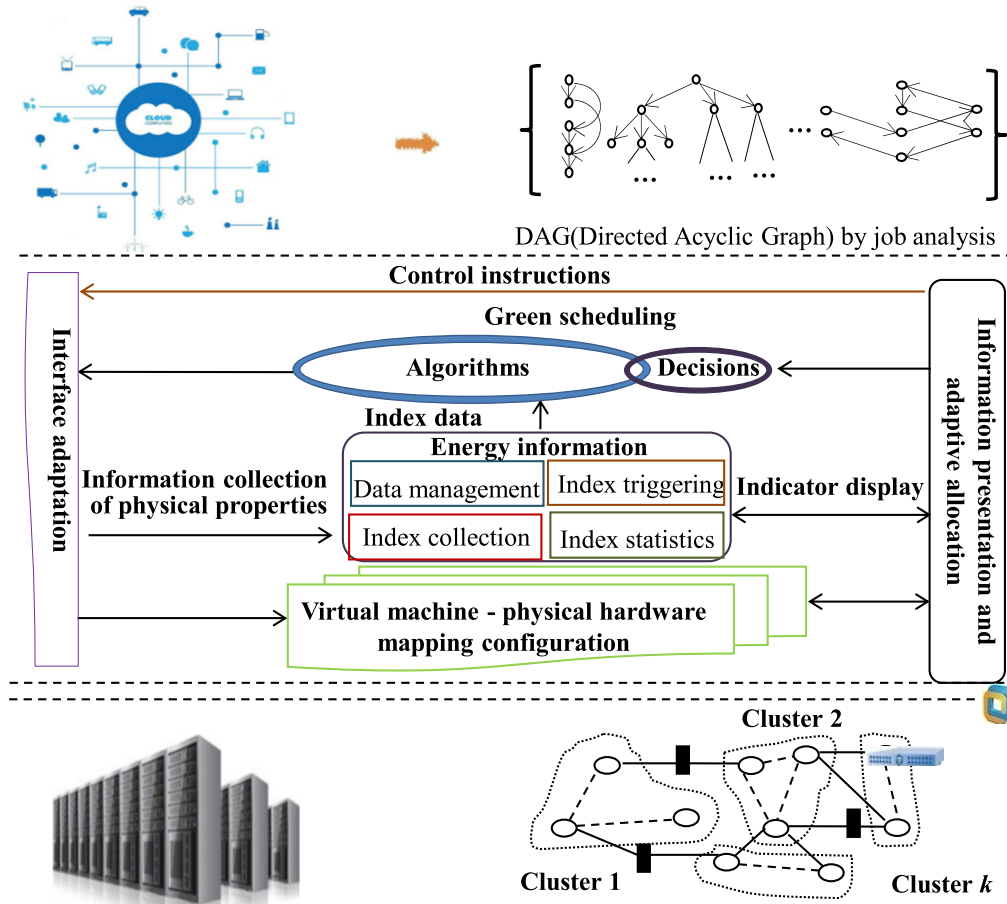 CLOUD
COMPUTING
DAG(Directed Acyclic Graph) by job analysis
Control instructions
Green scheduling
Interface adaptation
Algorithms
Decisions
Index data
Energy information
Data management
Index triggering
Index collection
Index statistics
Information collection
of physical properties
Indicator display
Information presentation and
adaptive allocation
Virtual machine - physical hardware
mapping configuration
Cluster 2
Cluster 1
Cluster k